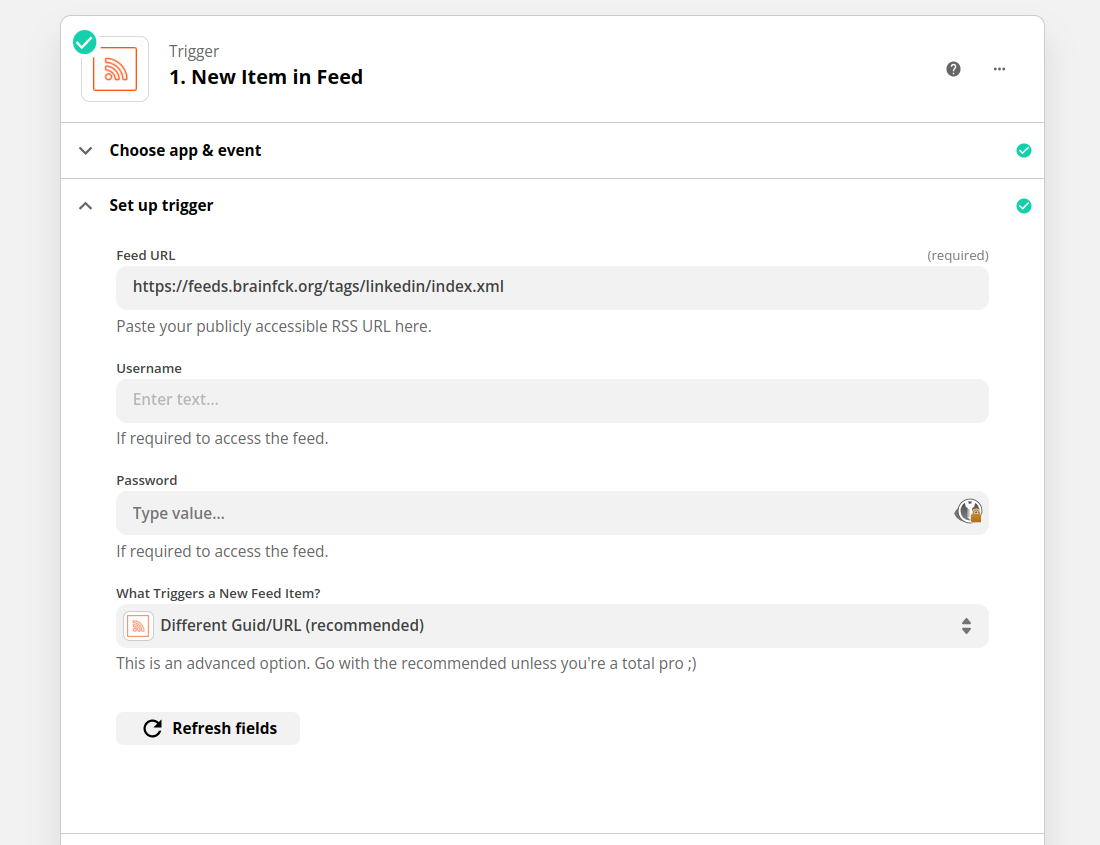 Trigger
1. New Item in Feed
Choose app & event
Set up trigger
Feed URL
(required)
https://feeds.brainfck.org/tags/linkedin/index.xml
Paste your publicly accessible RSS URL here.
Username
Enter text...
If required to access the feed.
Password
Type value...
If required to access the feed.
What Triggers a New Feed Item?
Different Guid/URL (recommended)
This is an advanced option. Go with the recommended unless you're a total pro ;)
Refresh fields